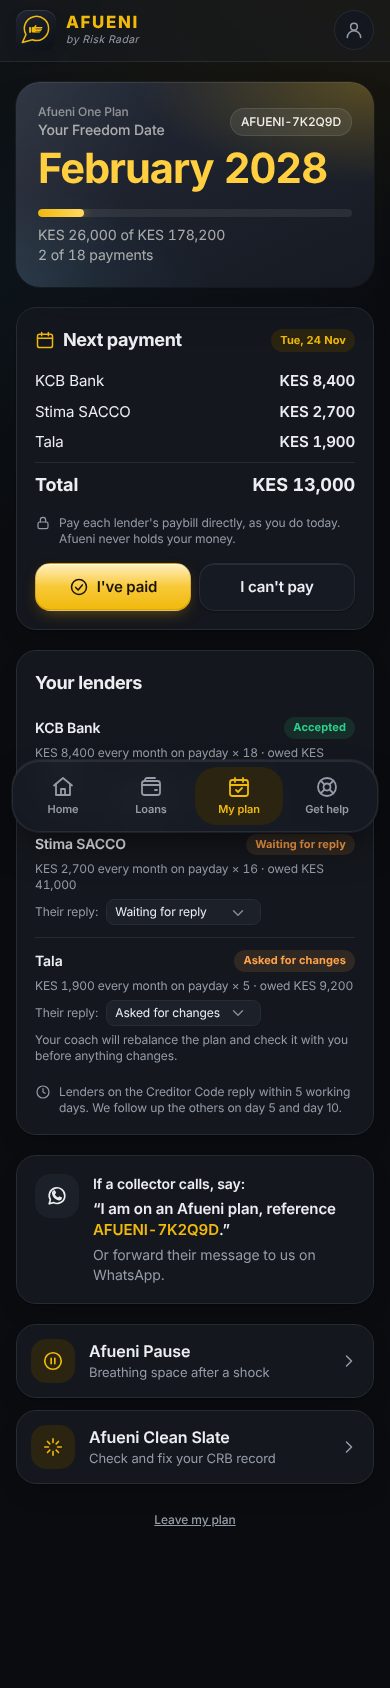 AFUENI
by Risk Radar
Afueni One Plan
Your Freedom Date
AFUENI-7K2Q9D
February 2028
KES 26,000 of KES 178,200
2 of 18 payments
Next payment
Tue, 24 Nov
KCB Bank KES 8,400
Stima SACCO KES 2,700
Tala KES 1,900
Total KES 13,000
Pay each lender's paybill directly, as you do today.
Afueni never holds your money.
I've paid
I can't pay
Your lenders
KCB Bank
Accepted
KES 8,400 every month on payday × 18 · owed KES
Home
Loans
My plan
Get help
Stima SACCO
Waiting for reply
KES 2,700 every month on payday × 16 · owed KES
41,000
Their reply: Waiting for reply
Tala
Asked for changes
KES 1,900 every month on payday × 5 · owed KES 9,200
Their reply: Asked for changes
Your coach will rebalance the plan and check it with you
before anything changes.
Lenders on the Creditor Code reply within 5 working
days. We follow up the others on day 5 and day 10.
If a collector calls, say:
“I am on an Afueni plan, reference
AFUENI-7K2Q9D.”
Or forward their message to us on
WhatsApp.
Afueni Pause
Breathing space after a shock
Afueni Clean Slate
Check and fix your CRB record
Leave my plan